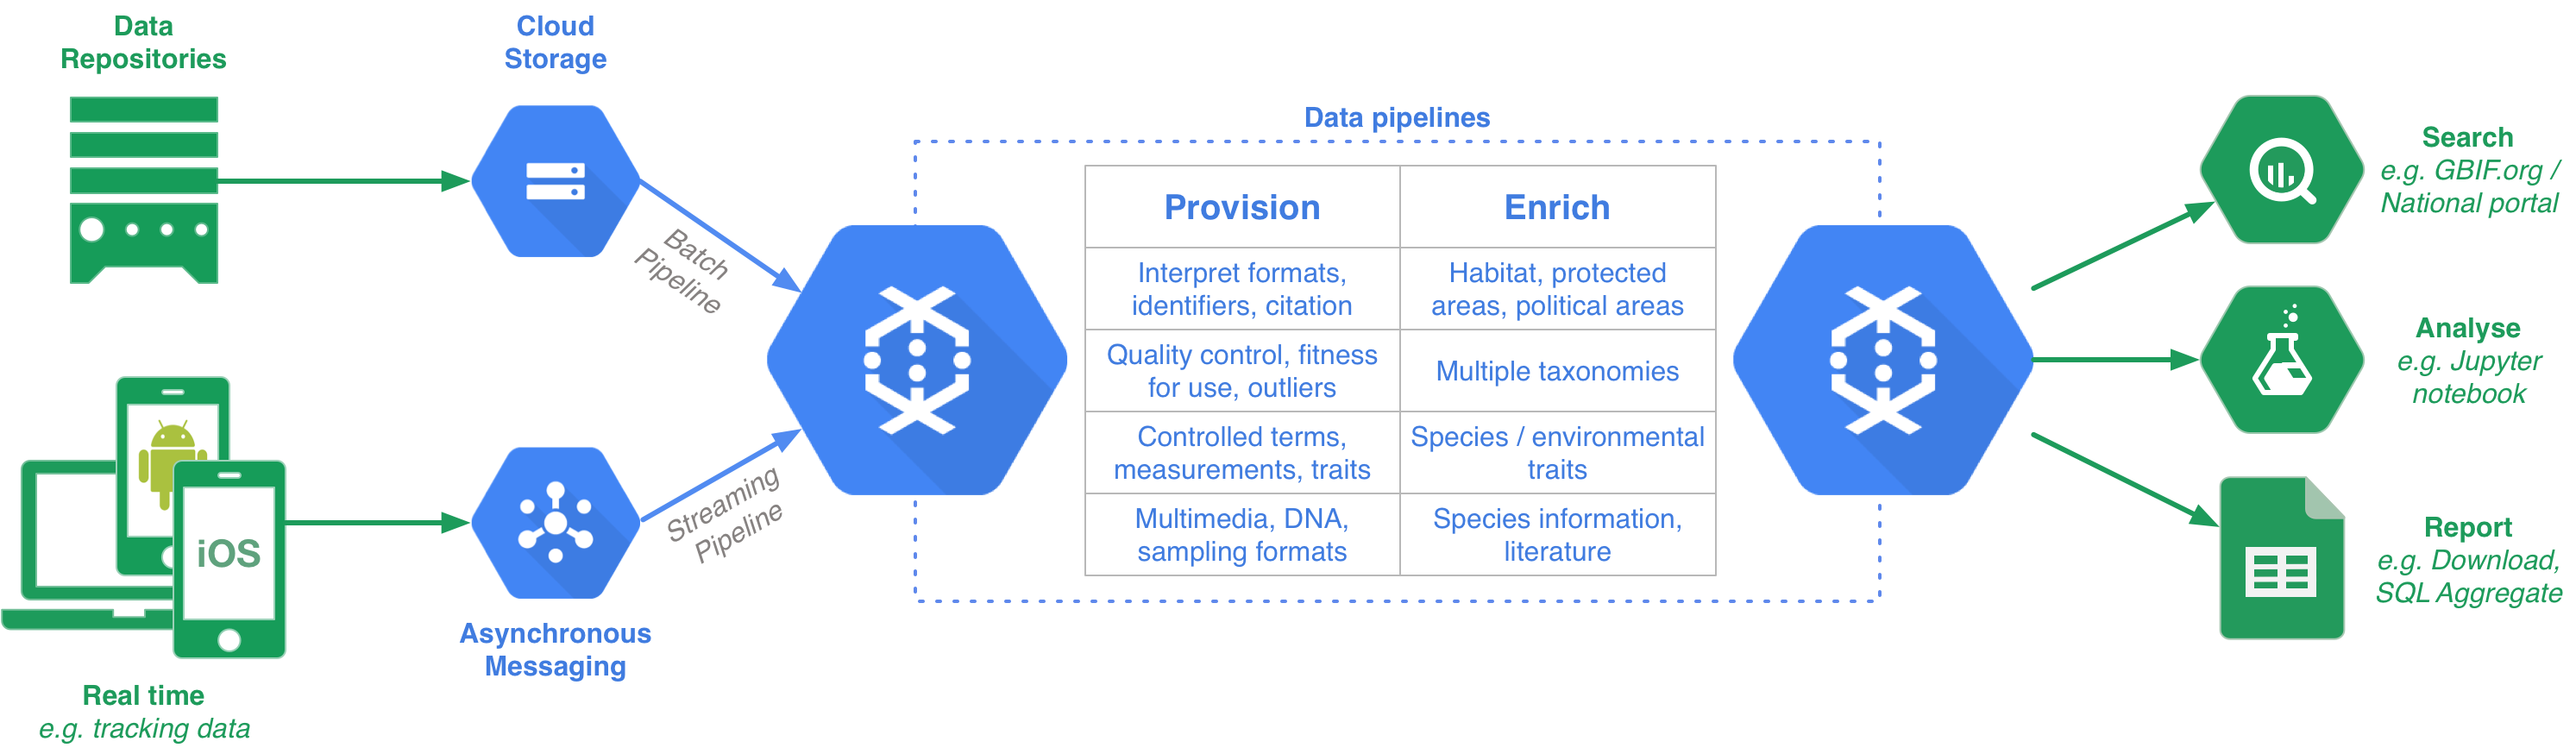 Data
Repositories
Cloud
Storage
Batch
Pipeline
Real time
e.g. tracking data
iOS
Asynchronous
Messaging
Streaming
Pipeline
Data pipelines
Provision
Enrich
Interpret formats,
identifiers, citation
Habitat, protected
areas, political areas
Quality control, fitness
for use, outliers
Multiple taxonomies
Controlled terms,
measurements, traits
Species / environmental
traits
Multimedia, DNA,
sampling formats
Species information,
literature
Search
e.g. GBIF.org /
National portal
Analyse
e.g. Jupyter
notebook
Report
e.g. Download,
SQL Aggregate